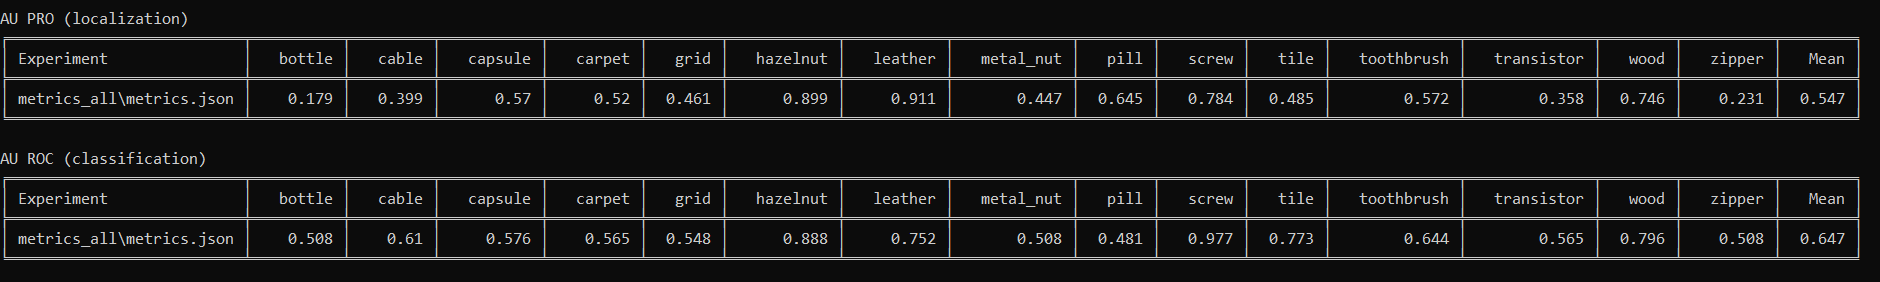 AU PRO (localization)
Experiment bottle cable capsule carpet grid hazelnut leather metal_nut pill screw tile toothbrush transistor wood zipper Mean
metrics_all\metrics.json 0.179 0.399 0.57 0.52 0.461 0.899 0.911 0.447 0.645 0.784 0.485 0.572 0.358 0.746 0.231 0.547
AU ROC (classification)
Experiment bottle cable capsule carpet grid hazelnut leather metal_nut pill screw tile toothbrush transistor wood zipper Mean
metrics_all\metrics.json 0.508 0.61 0.576 0.565 0.548 0.888 0.752 0.508 0.481 0.977 0.773 0.644 0.565 0.796 0.508 0.647